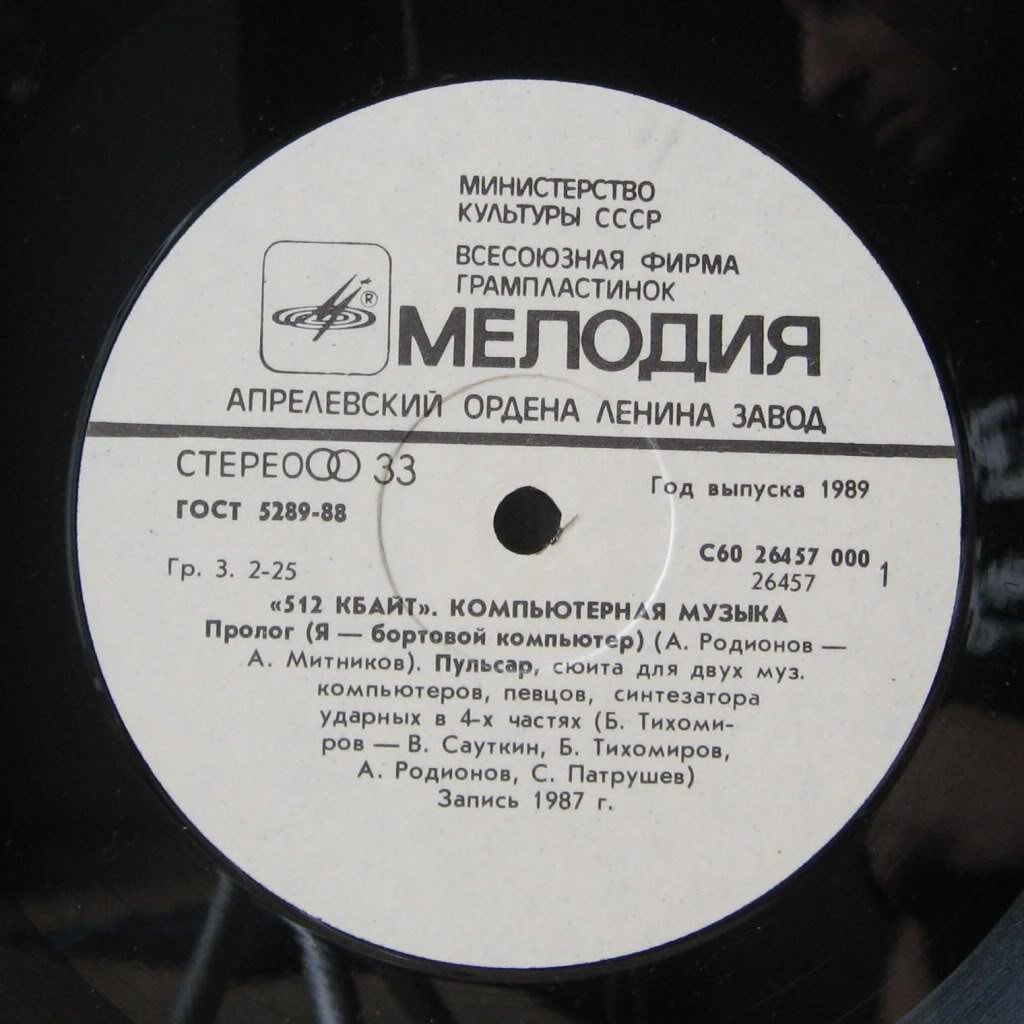 МИНИСТЕРСТВО
КУЛЬТУРЫ СССР
ВСЕСОЮЗНАЯ ФИРМА
ГРАМПЛАСТИНОК
®
МЕЛОДИЯ
АПРЕЛЕВСКИЙ ОРДЕНА ЛЕНИНА ЗАВОД
СТЕРЕО 33
Год выпуска 1989
ГОСТ 5289-88
С60 26457 000
Гр. 3. 2-25
26457 1
«512 КБАЙТ». КОМПЬЮТЕРНАЯ МУЗЫКА
Пролог (Я — бортовой компьютер) (А. Родионов —
А. Митников). Пульсар, сюита для двух муз.
компьютеров, певцов, синтезатора
ударных в 4-х частях (Б. Тихоми-
ров — В. Сауткин, Б. Тихомиров,
А. Родионов, С. Патрушев)
Запись 1987 г.